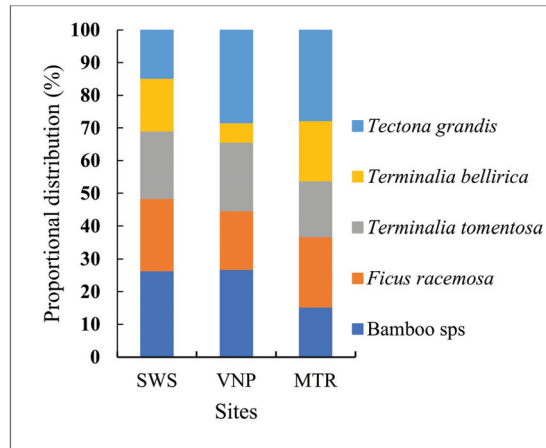 Proportional distribution (%)
100
90
80
70
60
50
40
30
20
10
0
SWS VNP MTR
Sites
Tectona grandis
Terminalia bellirica
Terminalia tomentosa
Ficus racemosa
Bamboo sps